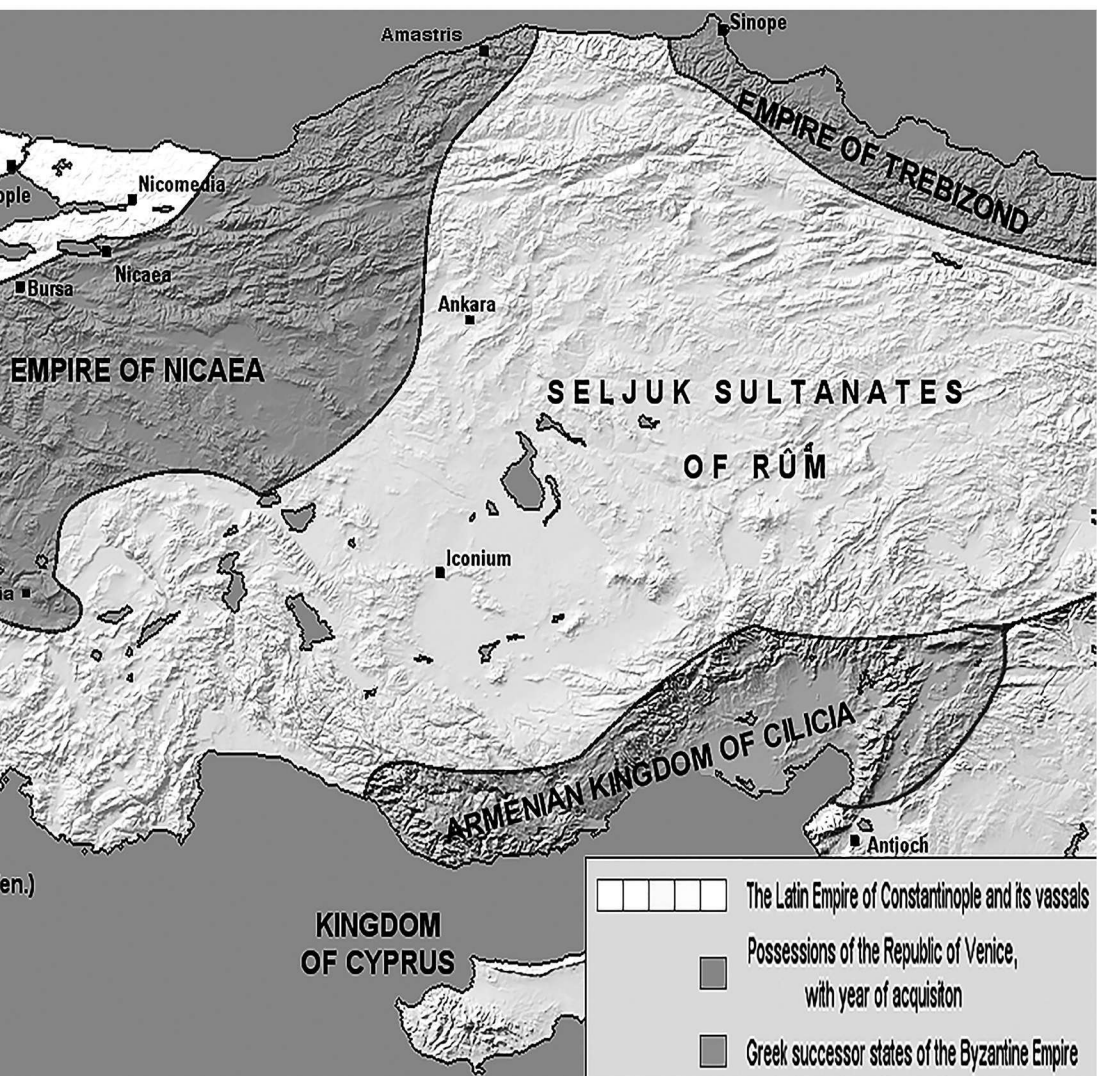 Amastris
Sinope
EMPIRE OF TREBIZOND
ople
Nicomedia
Nicaea
Bursa
Ankara
EMPIRE OF NICAEA
SELJUK SULTANATES
OF RÛM
Iconium
ia
ARMENIAN KINGDOM OF CILICIA
Antjoch
en.)
KINGDOM
OF CYPRUS
The Latin Empire of Constantinople and its vassals
Possessions of the Republic of Venice,
with year of acquisiton
Greek successor states of the Byzantine Empire